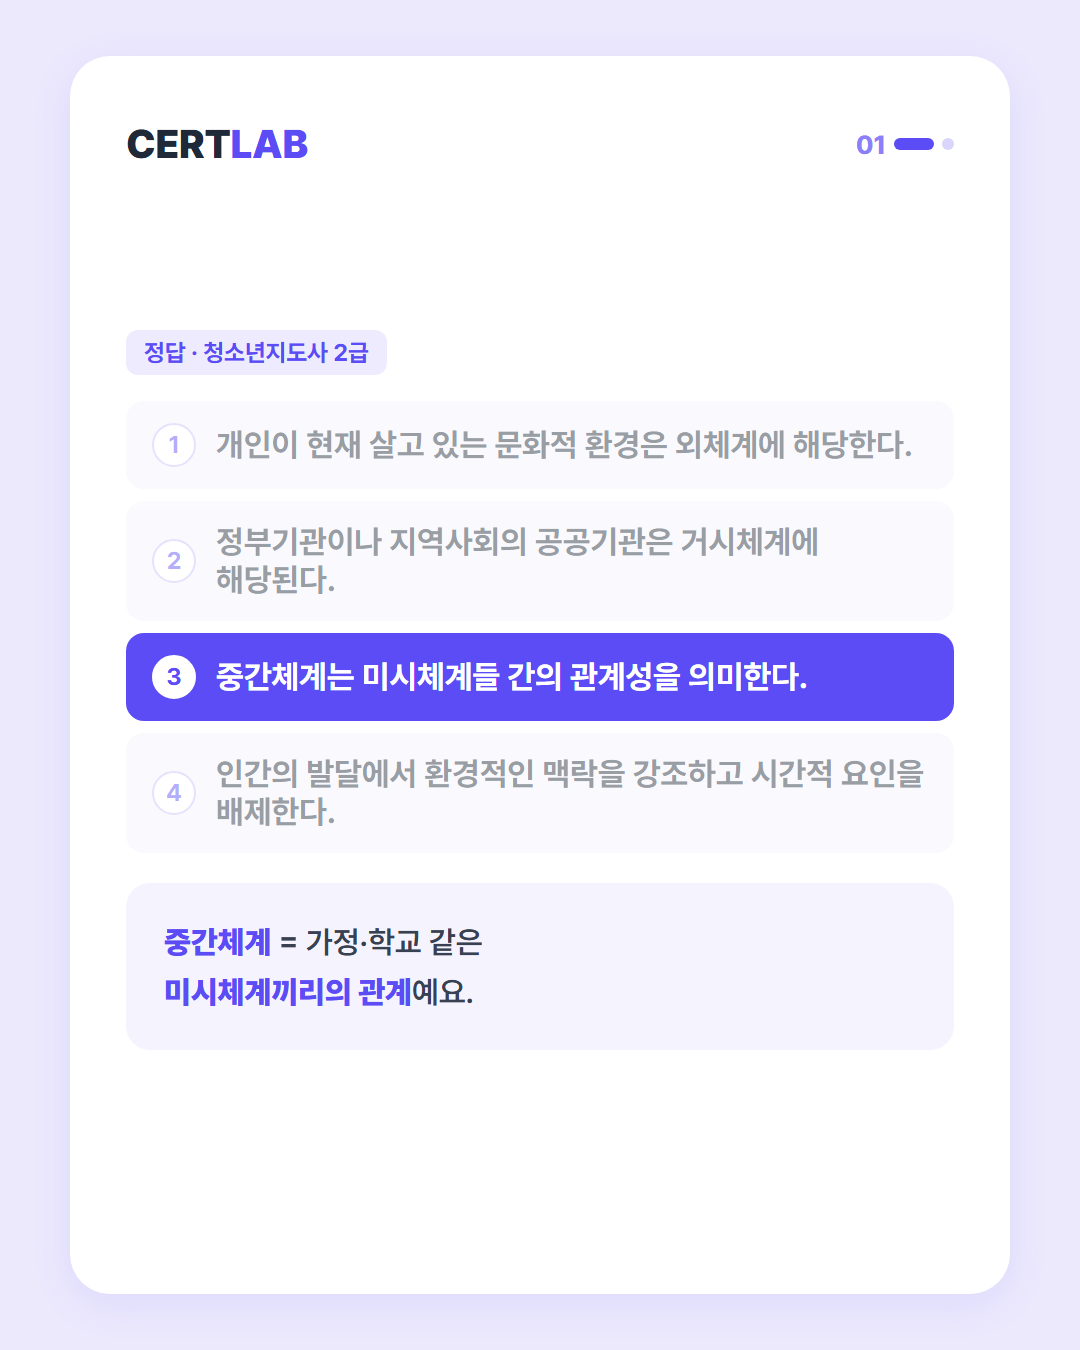 CERTLAB
01
정답 · 청소년지도사 2급
1 개인이 현재 살고 있는 문화적 환경은 외체계에 해당한다.
2 정부기관이나 지역사회의 공공기관은 거시체계에
해당된다.
3 중간체계는 미시체계들 간의 관계성을 의미한다.
4 인간의 발달에서 환경적인 맥락을 강조하고 시간적 요인을
배제한다.
중간체계 = 가정·학교 같은
미시체계끼리의 관계예요.